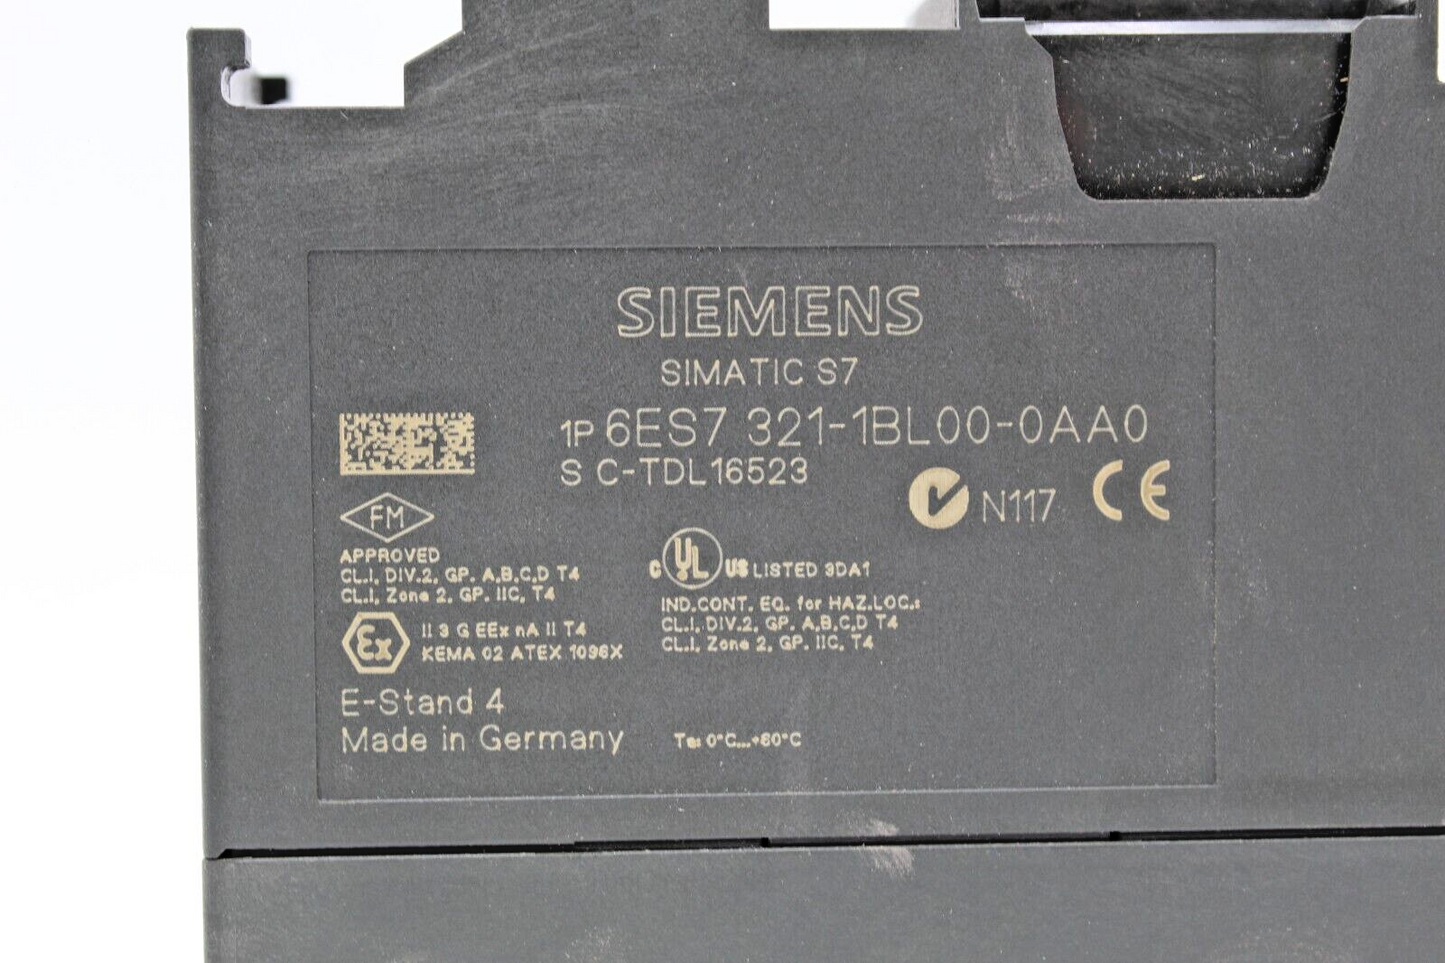 SIEMENS
SIMATIC S7
1P 6ES7 321-1BL00-0AA0
S C-TDL16523
N117 CE
FM
APPROVED
CL.I, DIV.2, GP. A,B,C,D T4
CL.I, Zone 2, GP. IIC, T4
Ex II 3 G EEx nA II T4
KEMA 02 ATEX 1096X
c UL US LISTED 3DA1
IND.CONT. EQ. for HAZ.LOC.:
CL.I, DIV.2, GP. A,B,C,D T4
CL.I, Zone 2, GP. IIC, T4
E-Stand 4
Made in Germany
Ta: 0°C...+60°C